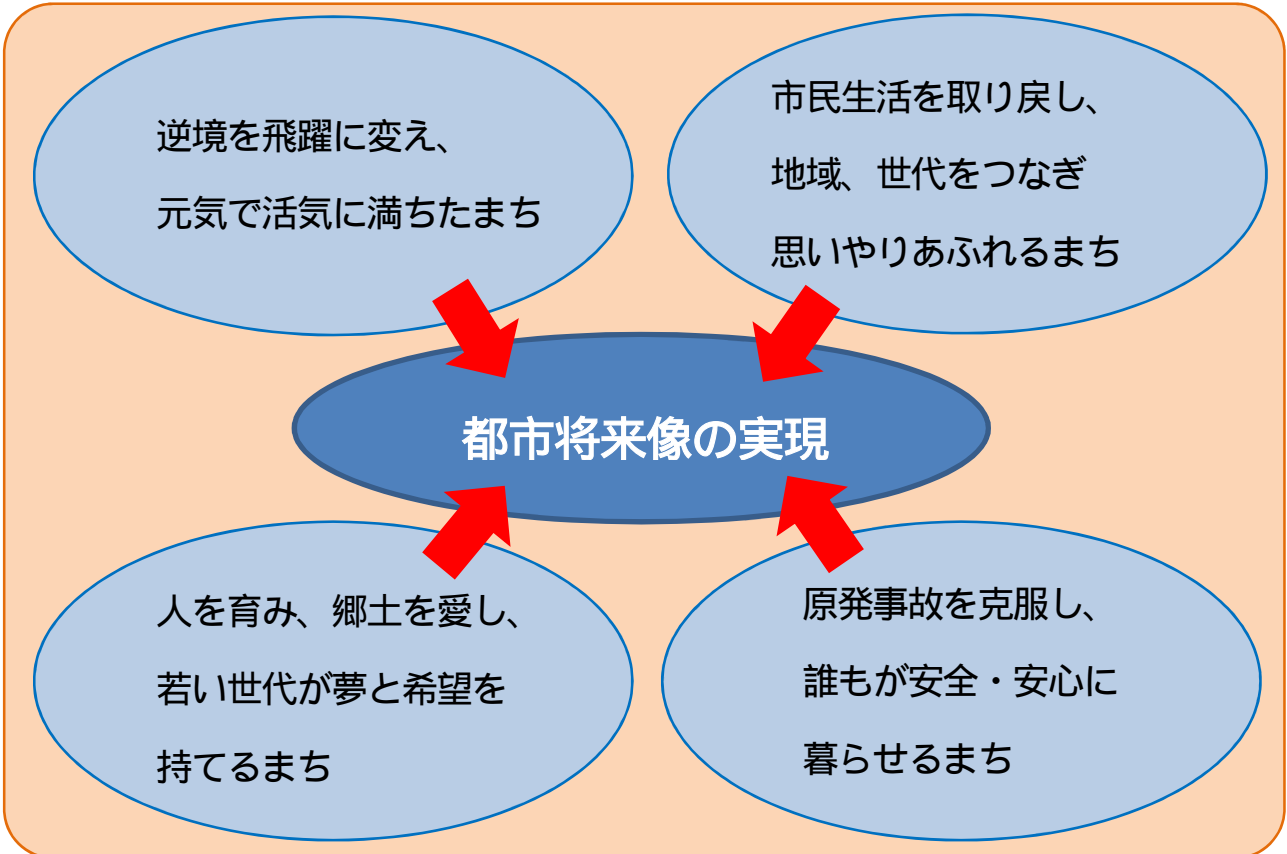 逆境を飛躍に変え、
元気で活気に満ちたまち
市民生活を取り戻し、
地域、世代をつなぎ
思いやりあふれるまち
都市将来像の実現
人を育み、郷土を愛し、
若い世代が夢と希望を
持てるまち
原発事故を克服し、
誰もが安全・安心に
暮らせるまち